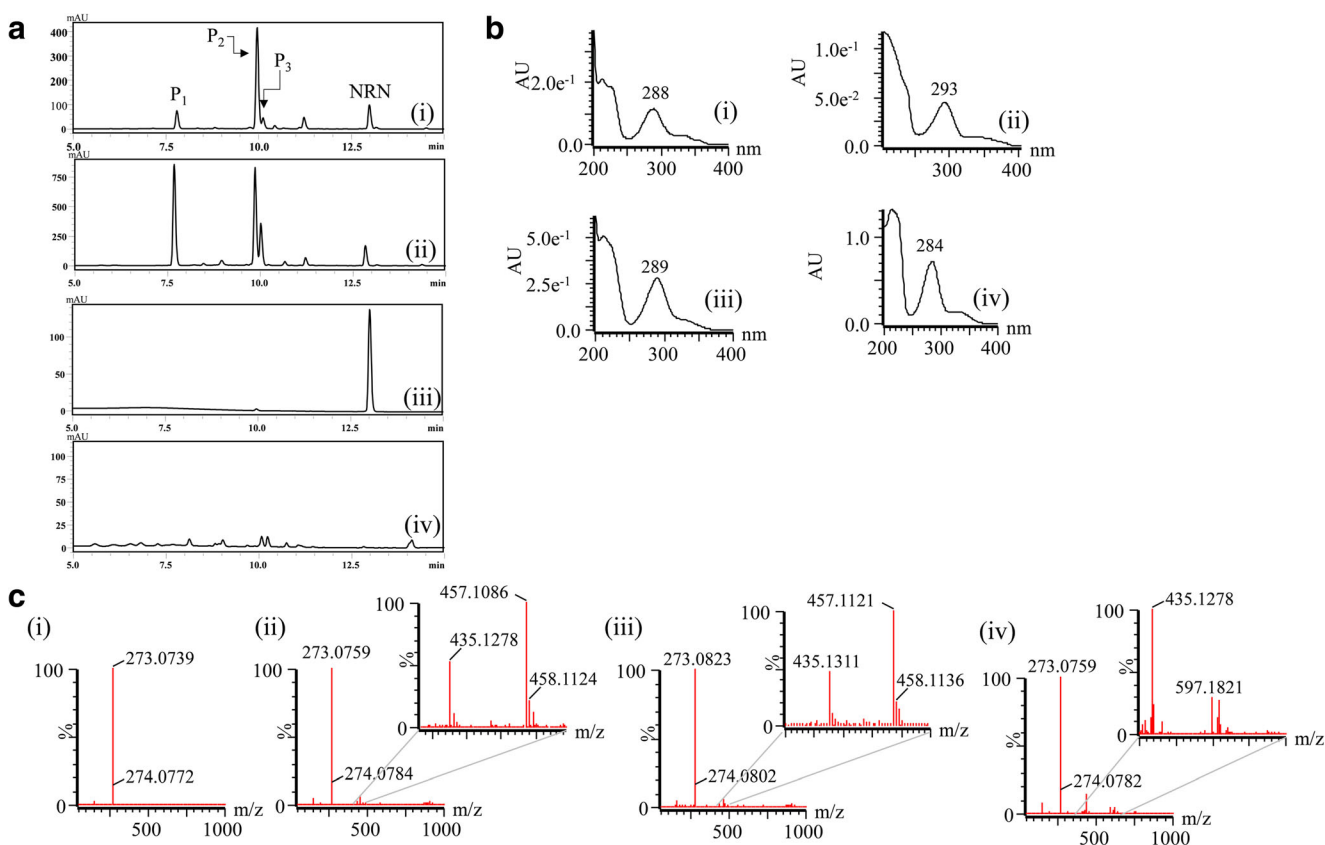 a
mAU
400
300
200
100
0
P2
P3
P1
NRN
(i)
5.0 7.5 10.0 12.5 min
750
500
250
0
(ii)
5.0 7.5 10.0 12.5 min
mAU
100
50
0
(iii)
5.0 7.5 10.0 12.5 min
mAU
100
75
50
25
0
(iv)
5.0 7.5 10.0 12.5 min
b
AU
2.0e-1
0.0
288
(i)
200 300 400 nm
AU
1.0e-1
5.0e-2
0.0
293
(ii)
200 300 400 nm
AU
5.0e-1
2.5e-1
0.0
289
(iii)
200 300 400 nm
AU
1.0
0.0
284
(iv)
200 300 400 nm
c
(i)
100
%
0
273.0739
274.0772
500 1000 m/z
(ii)
100
%
0
273.0759
274.0784
500 1000 m/z
100
%
0
457.1086
435.1278
458.1124
m/z
(iii)
100
%
0
273.0823
274.0802
500 1000 m/z
100
%
0
457.1121
435.1311
458.1136
m/z
(iv)
100
%
0
273.0759
274.0782
500 1000 m/z
100
%
0
435.1278
597.1821
m/z